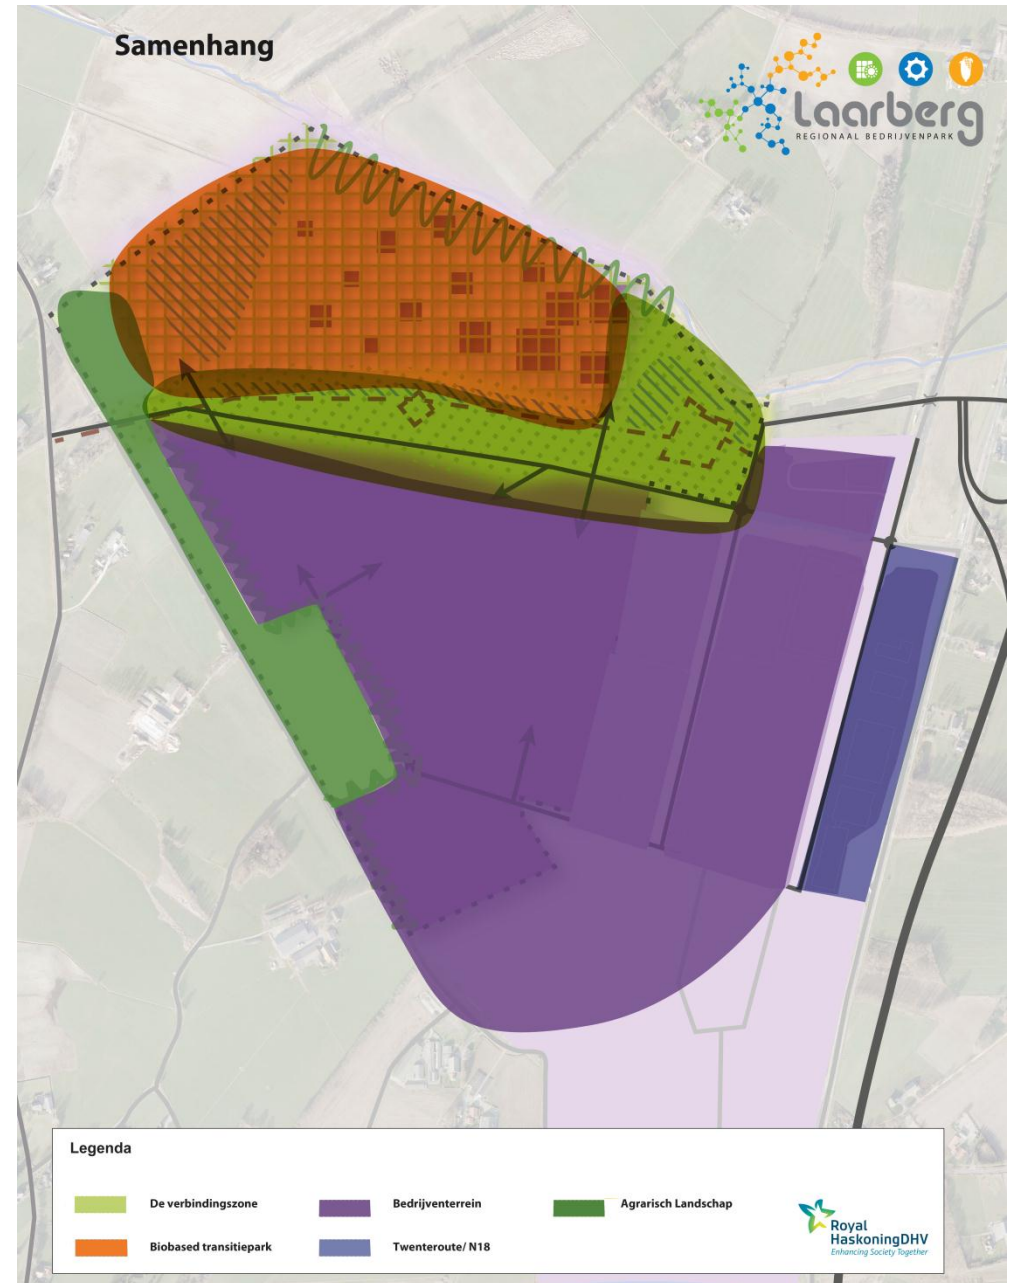 Samenhang
Laarberg
REGIONAAL BEDRIJVENPARK
Legenda
De verbindingszone
Bedrijventerrein
Agrarisch Landschap
Biobased transitiepark
Twenteroute/ N18
Royal
HaskoningDHV
Enhancing Society Together